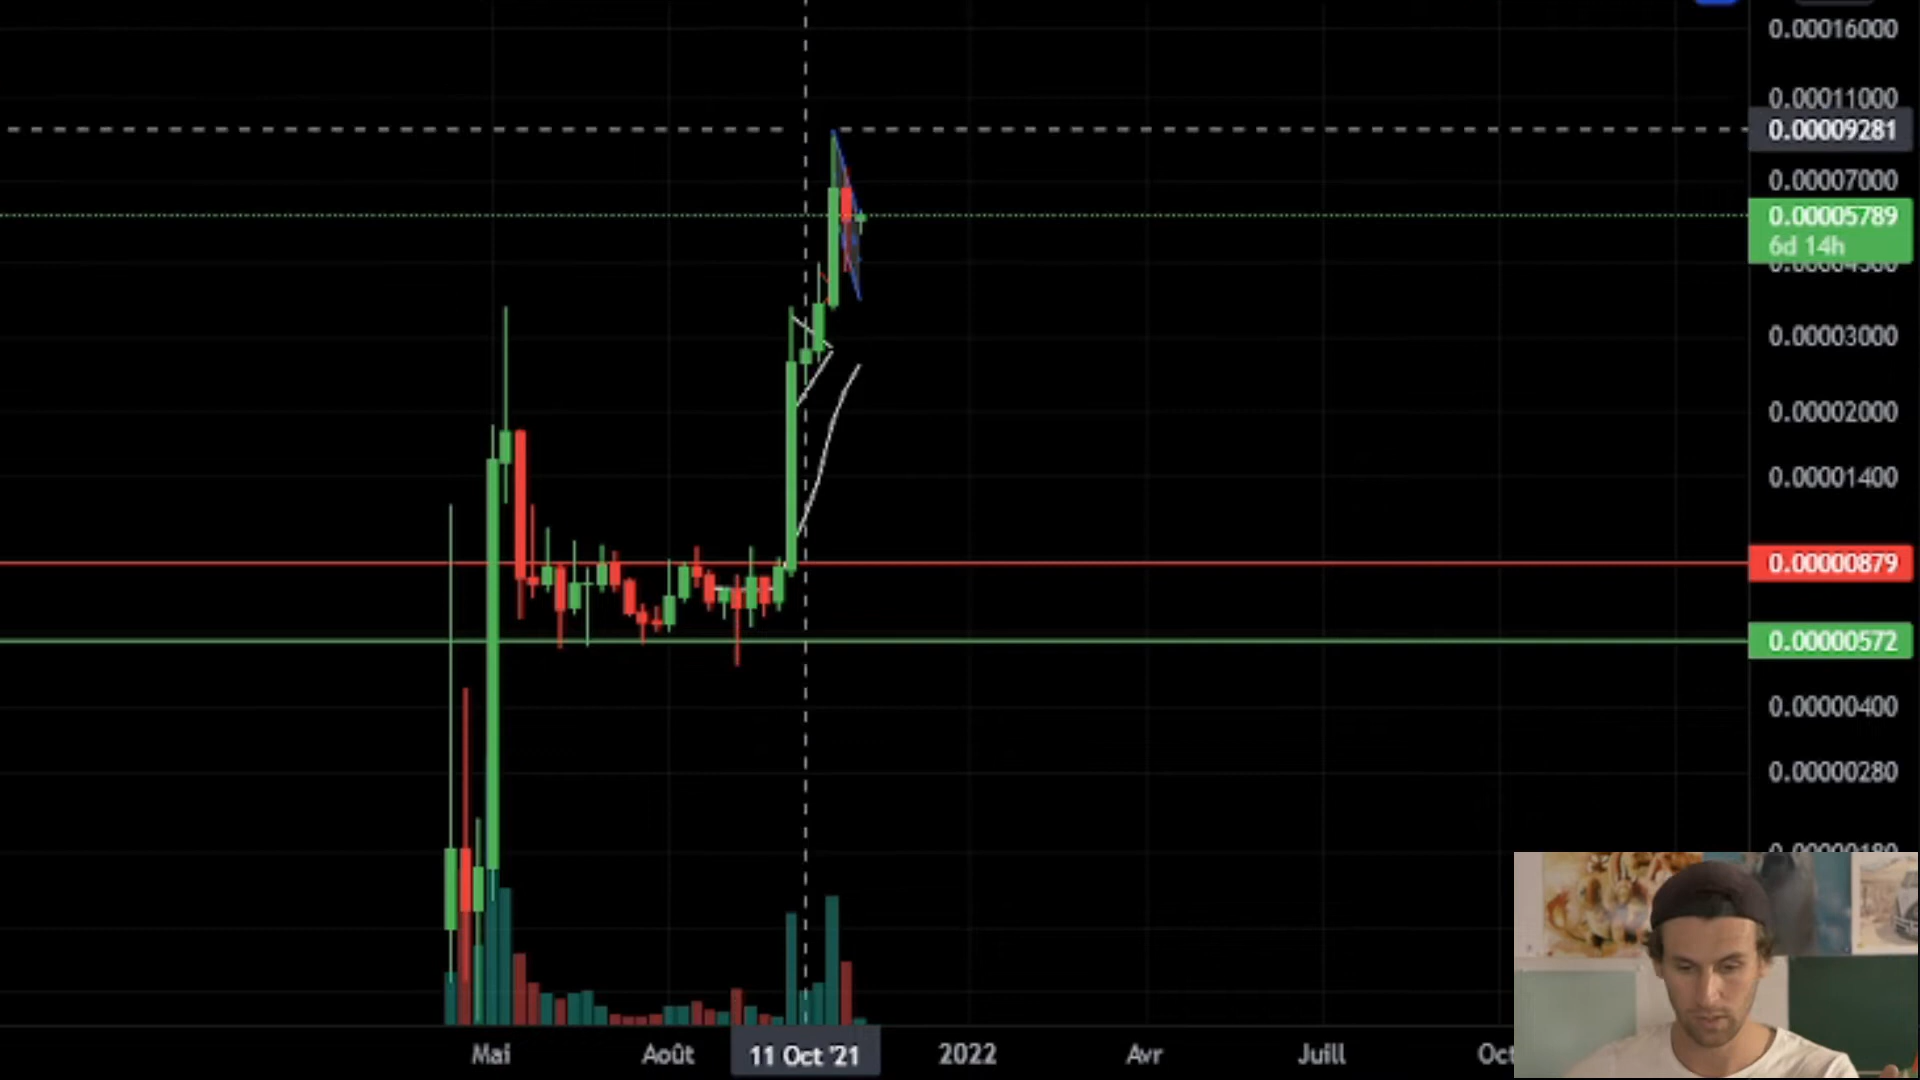 0.00016000
0.00011000
0.00009281
0.00007000
0.00005789
6d 14h
0.00003000
0.00002000
0.00001400
0.00000879
0.00000572
0.00000400
0.00000280
Mai
Août
11 Oct '21
2022
Avr
Juill
Oct